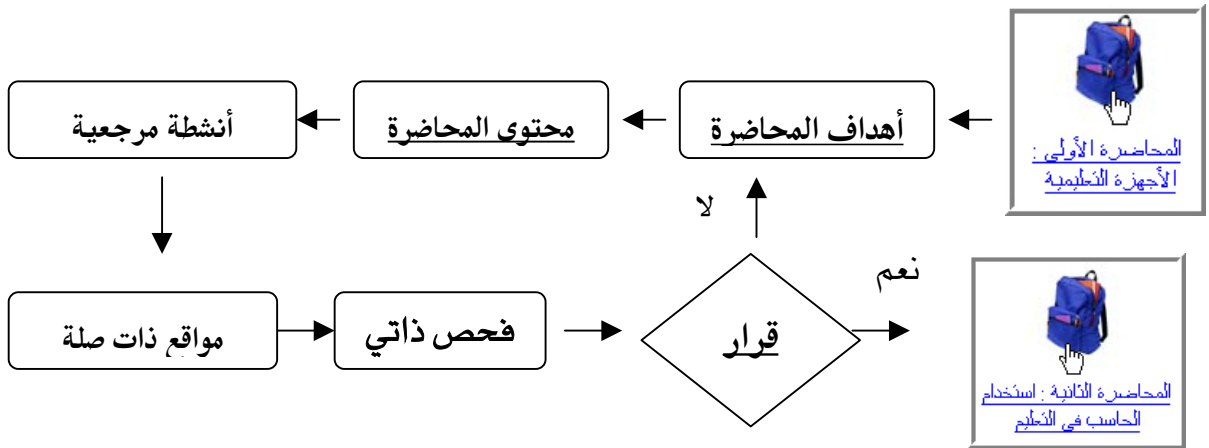 المحاضرة الأولى :
الأجهزة التعليمية
أهداف المحاضرة
محتوى المحاضرة
أنشطة مرجعية
مواقع ذات صلة
فحص ذاتي
قرار
لا
نعم
المحاضرة الثانية : استخدام
الحاسب في التعليم